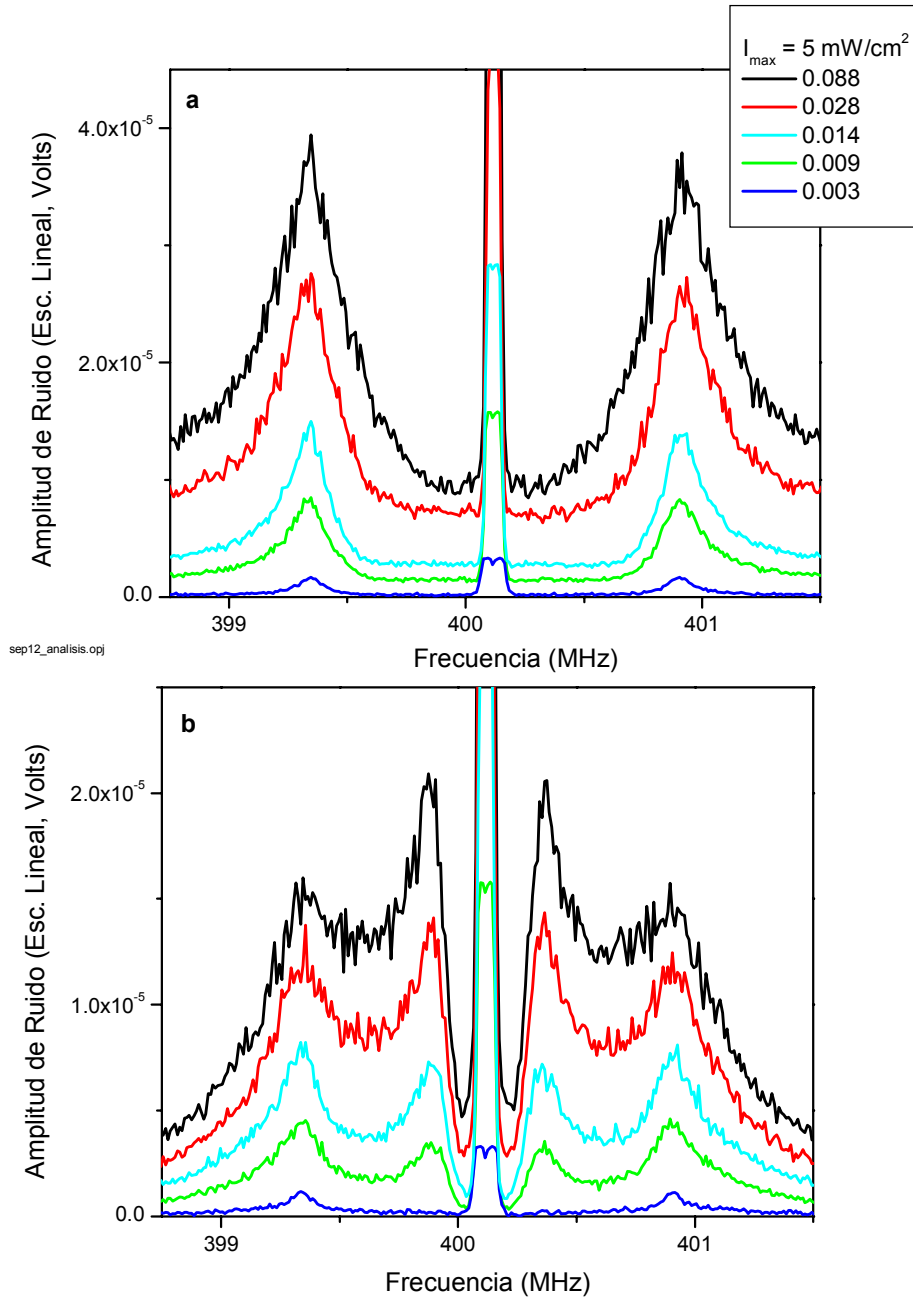 I_max = 5 mW/cm²
0.088
0.028
0.014
0.009
0.003
a
4.0x10⁻⁵
2.0x10⁻⁵
0.0
Amplitud de Ruido (Esc. Lineal, Volts)
399
400
401
Frecuencia (MHz)
sep12_analisis.opj
b
2.0x10⁻⁵
1.0x10⁻⁵
0.0
Amplitud de Ruido (Esc. Lineal, Volts)
399
400
401
Frecuencia (MHz)